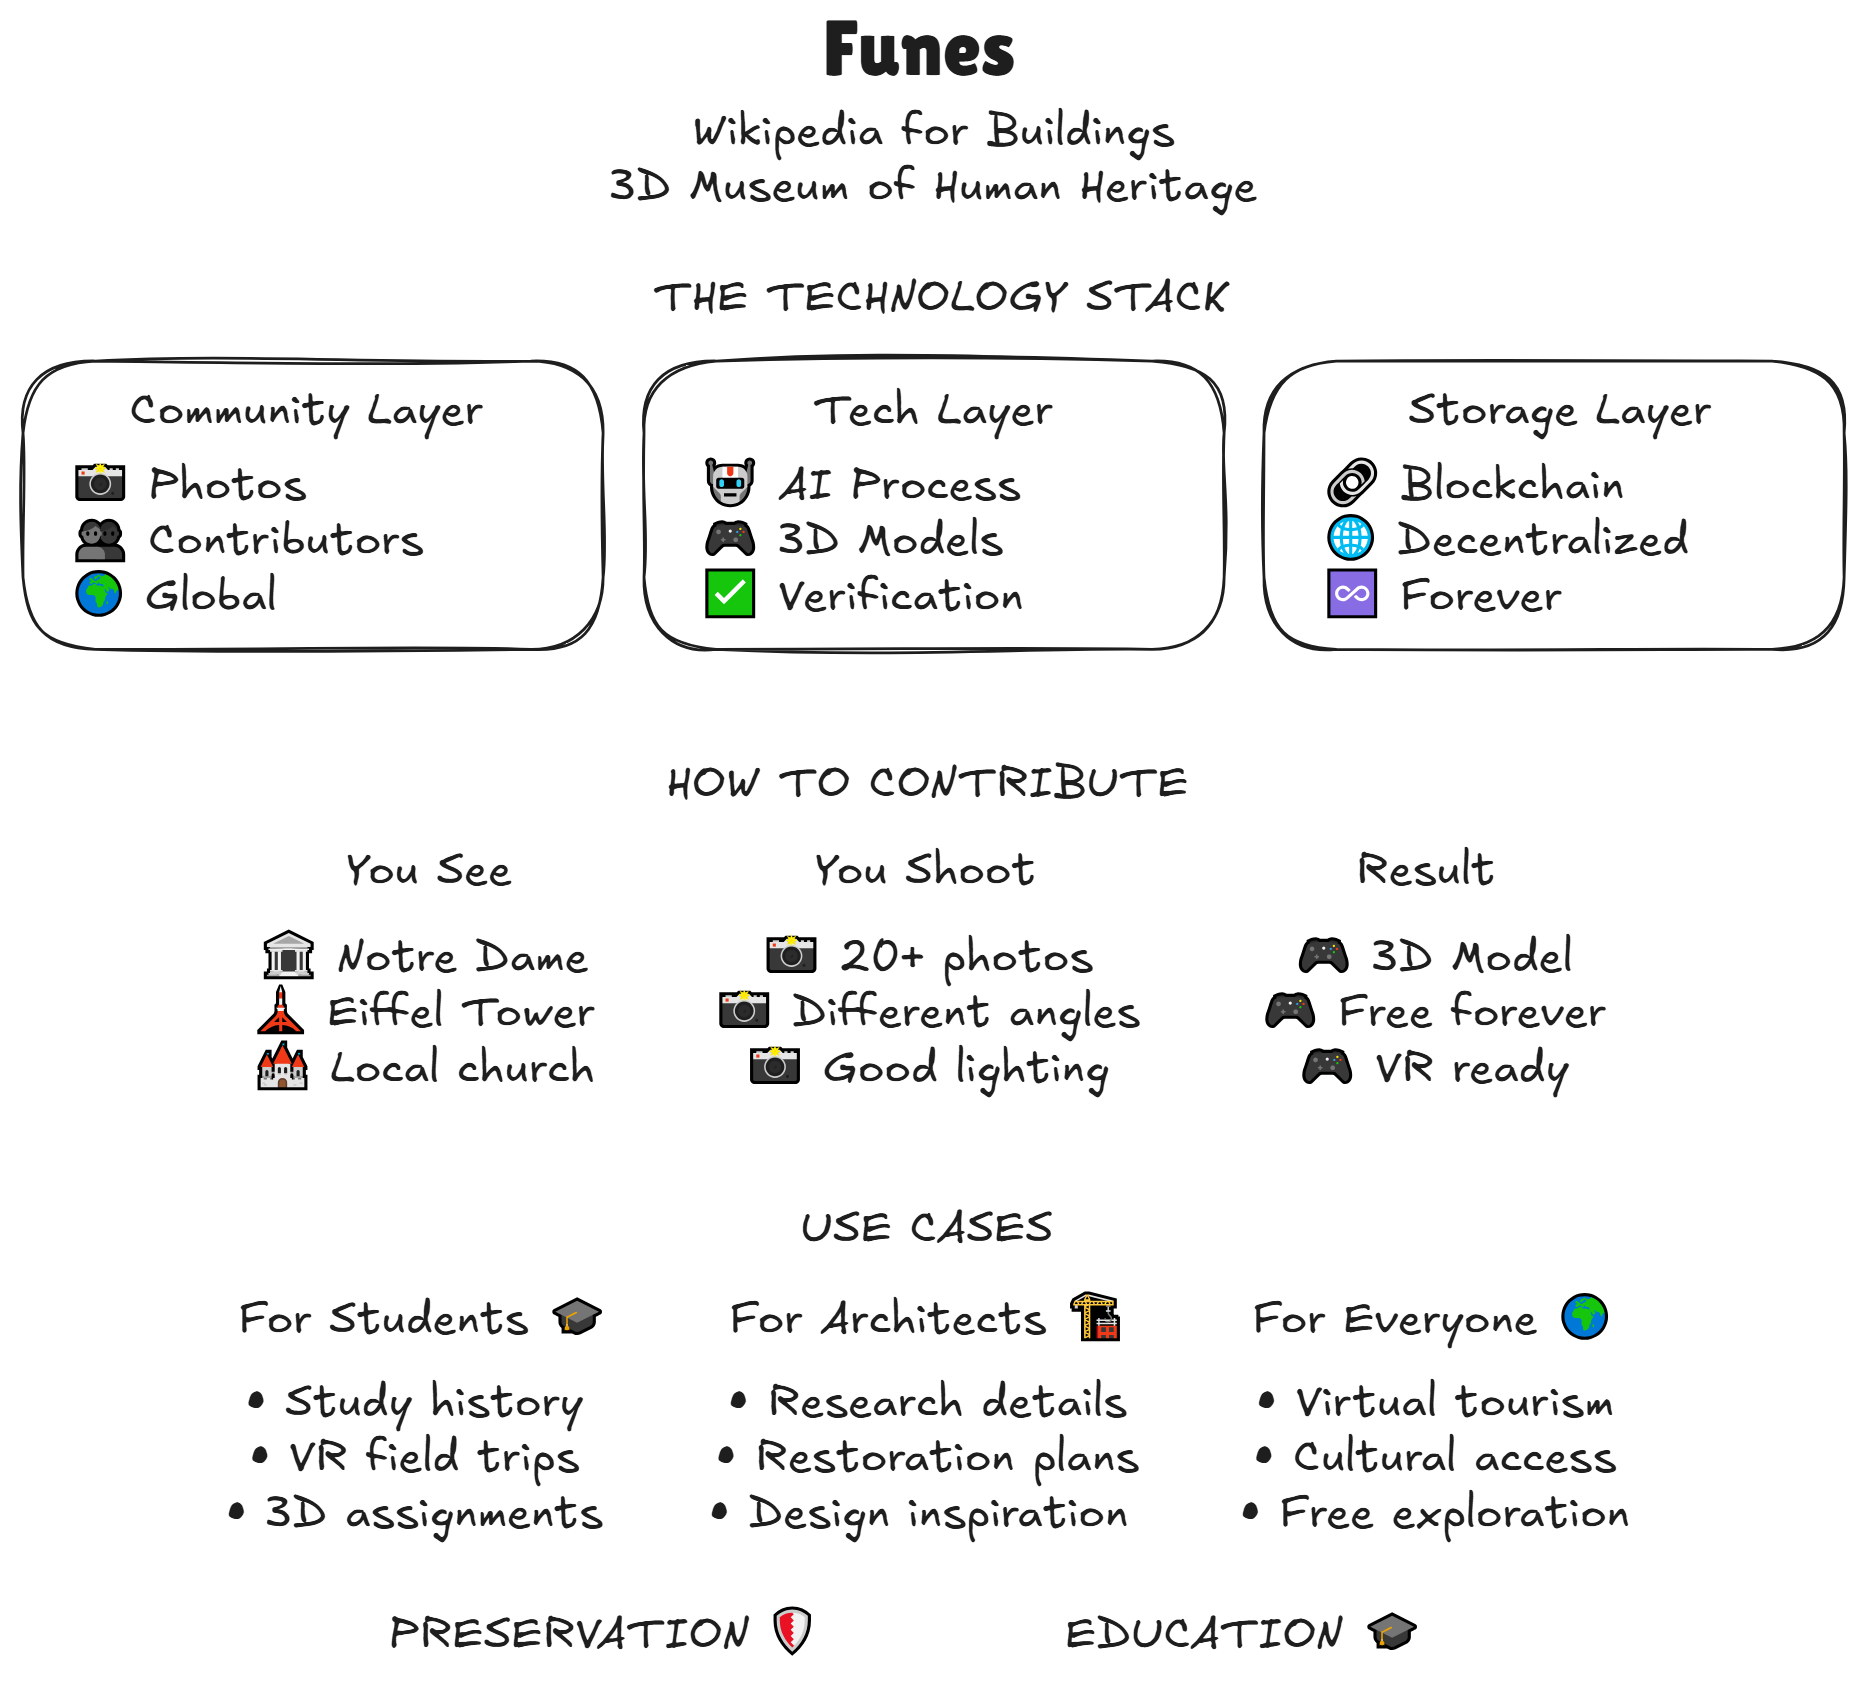 Funes
Wikipedia for Buildings
3D Museum of Human Heritage
THE TECHNOLOGY STACK
Community Layer
Photos
Contributors
Global
Tech Layer
AI Process
3D Models
Verification
Storage Layer
Blockchain
Decentralized
Forever
HOW TO CONTRIBUTE
You See
Notre Dame
Eiffel Tower
Local church
You Shoot
20+ photos
Different angles
Good lighting
Result
3D Model
Free forever
VR ready
USE CASES
For Students
• Study history
• VR field trips
• 3D assignments
For Architects
• Research details
• Restoration plans
• Design inspiration
For Everyone
• Virtual tourism
• Cultural access
• Free exploration
PRESERVATION
EDUCATION